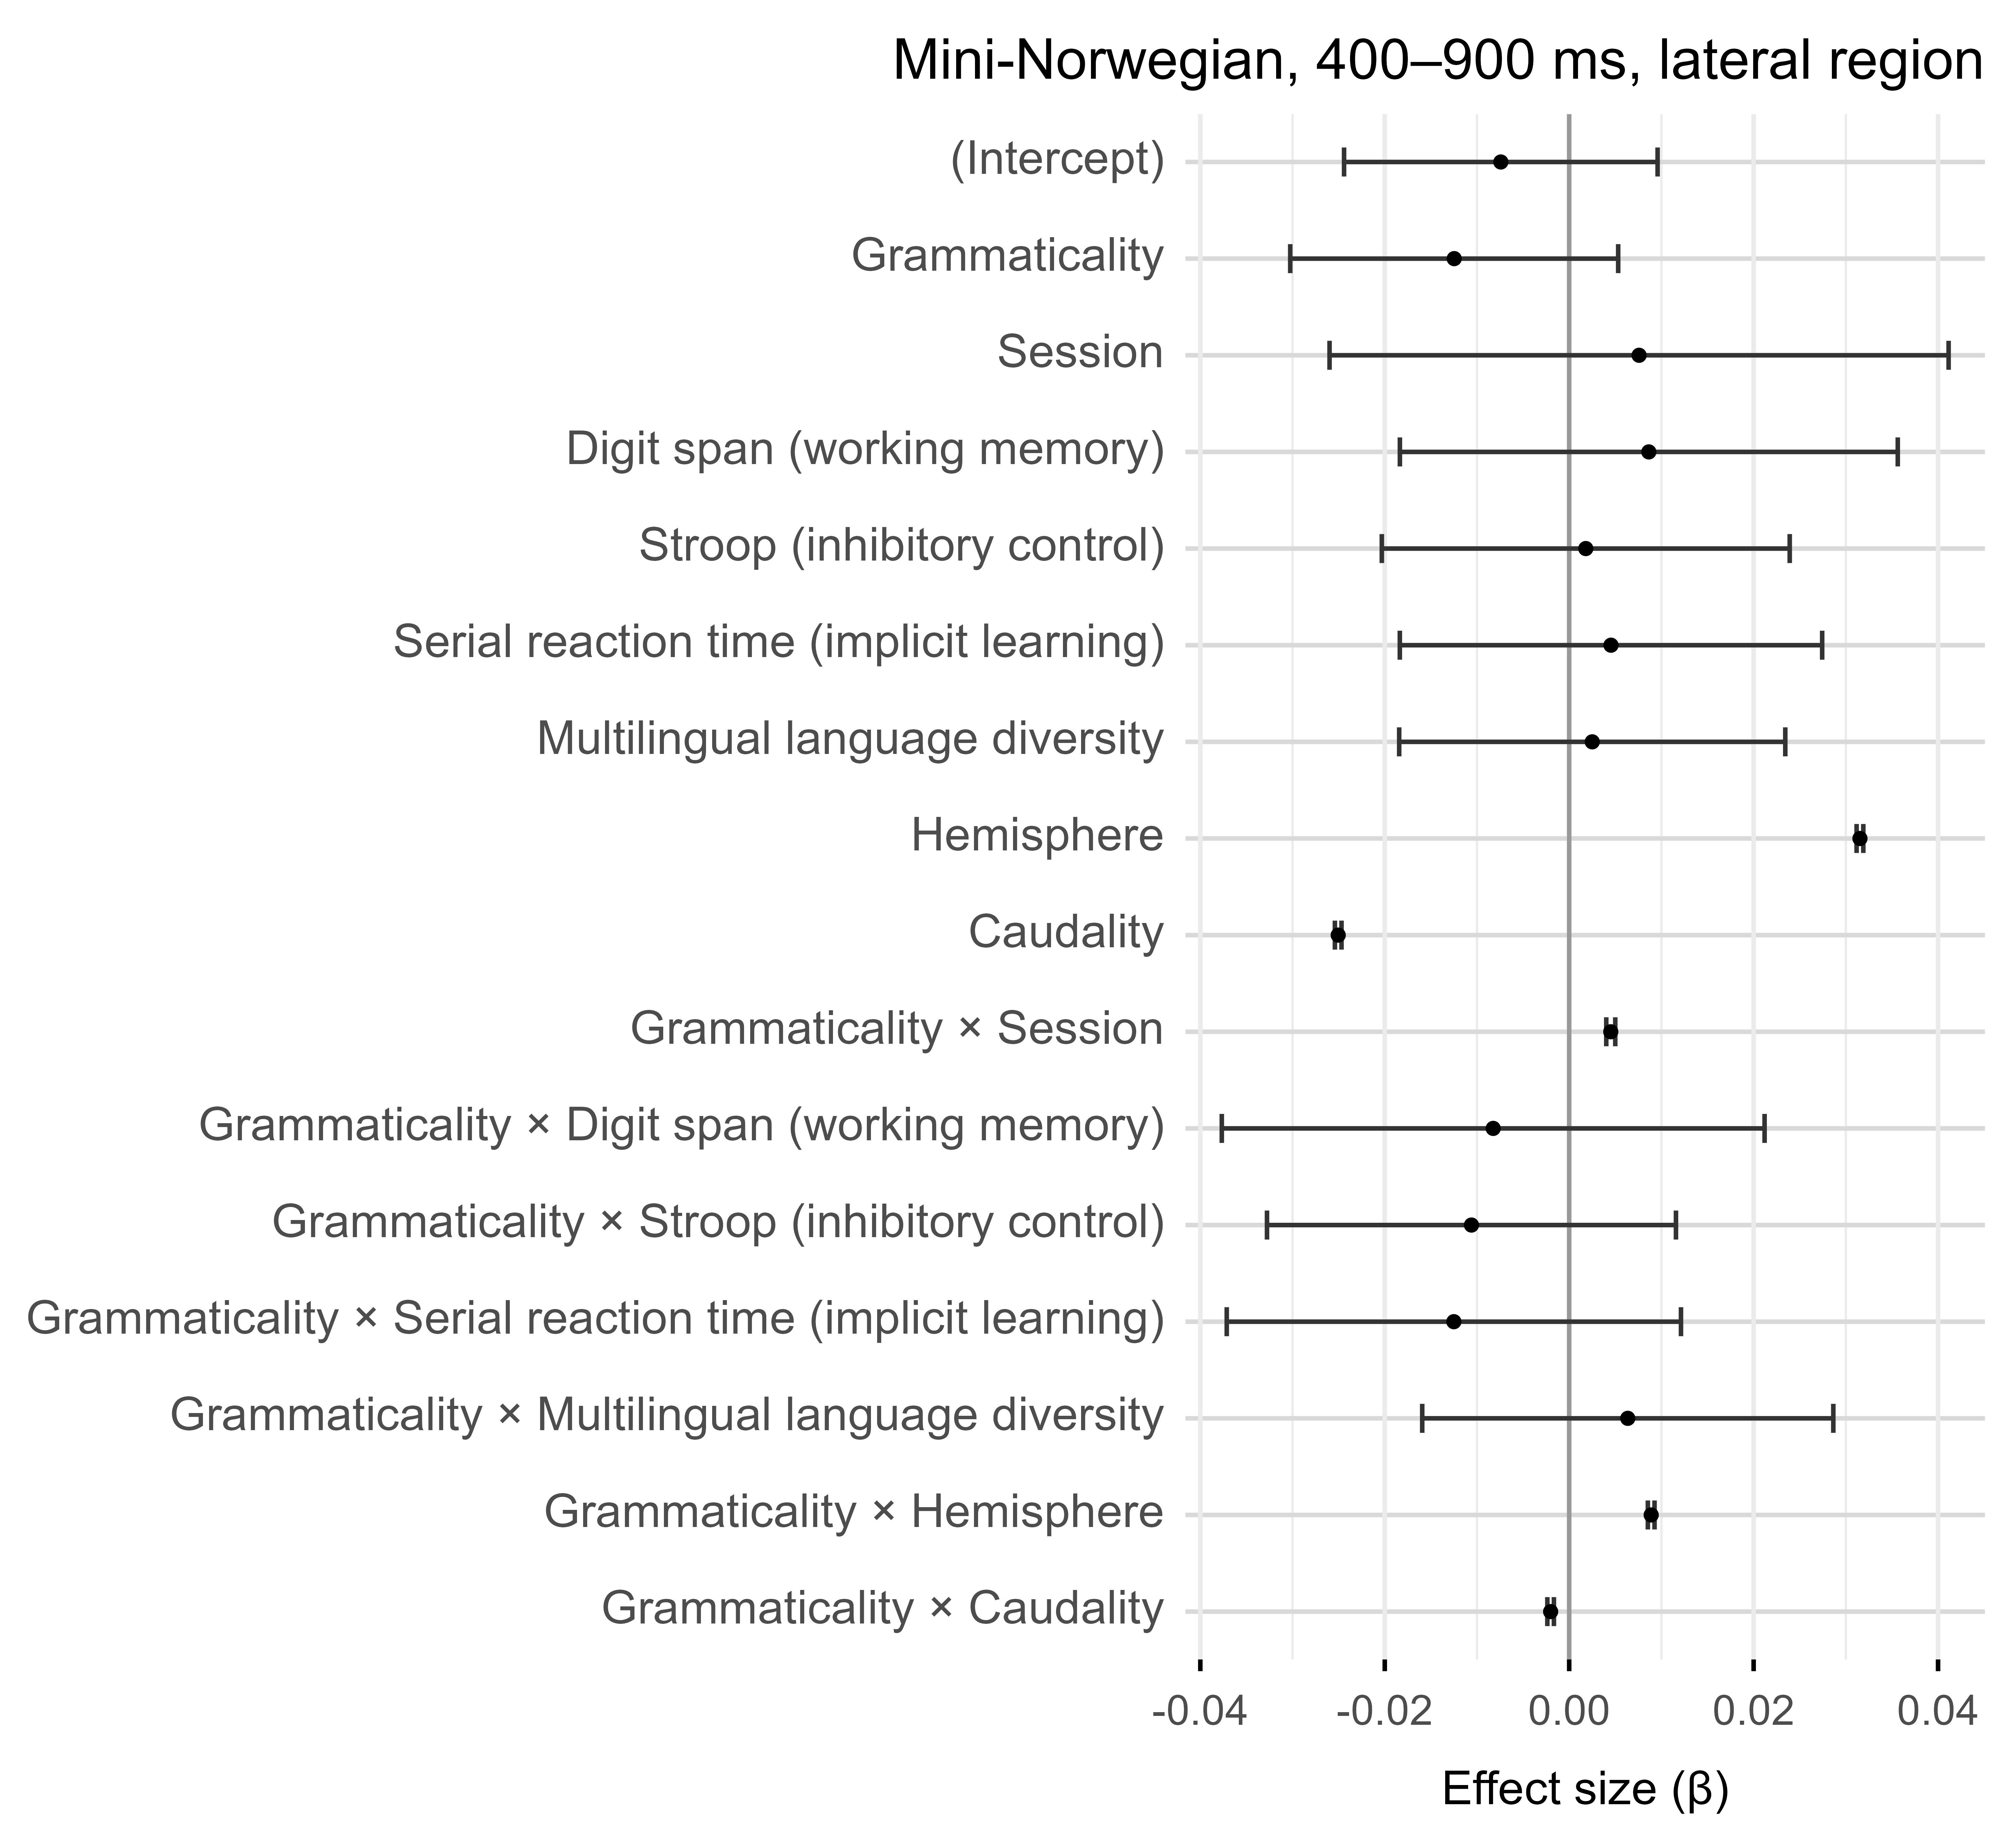 Mini-Norwegian, 400–900 ms, lateral region
(Intercept)
Grammaticality
Session
Digit span (working memory)
Stroop (inhibitory control)
Serial reaction time (implicit learning)
Multilingual language diversity
Hemisphere
Caudality
Grammaticality × Session
Grammaticality × Digit span (working memory)
Grammaticality × Stroop (inhibitory control)
Grammaticality × Serial reaction time (implicit learning)
Grammaticality × Multilingual language diversity
Grammaticality × Hemisphere
Grammaticality × Caudality
-0.04 -0.02 0.00 0.02 0.04
Effect size (β)